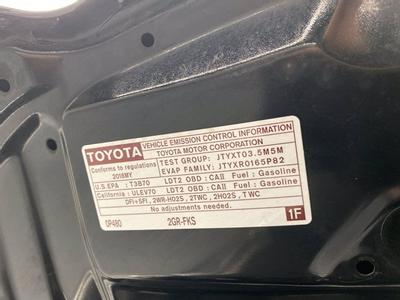 TOYOTA
VEHICLE EMISSION CONTROL INFORMATION
TOYOTA MOTOR CORPORATION
Conforms to regulations
2018MY
TEST GROUP: JTYXT03.5M5M
EVAP FAMILY: JTYXR0165P82
U.S.EPA : T3B70 LDT2 OBD : CAll Fuel : Gasoline
California : ULEV70 LDT2 OBD : CAll Fuel : Gasoline
DFI+SFI, 2WR-HO2S, 2TWC, 2HO2S, TWC
No adjustments needed.
0P480 2GR-FKS 1F